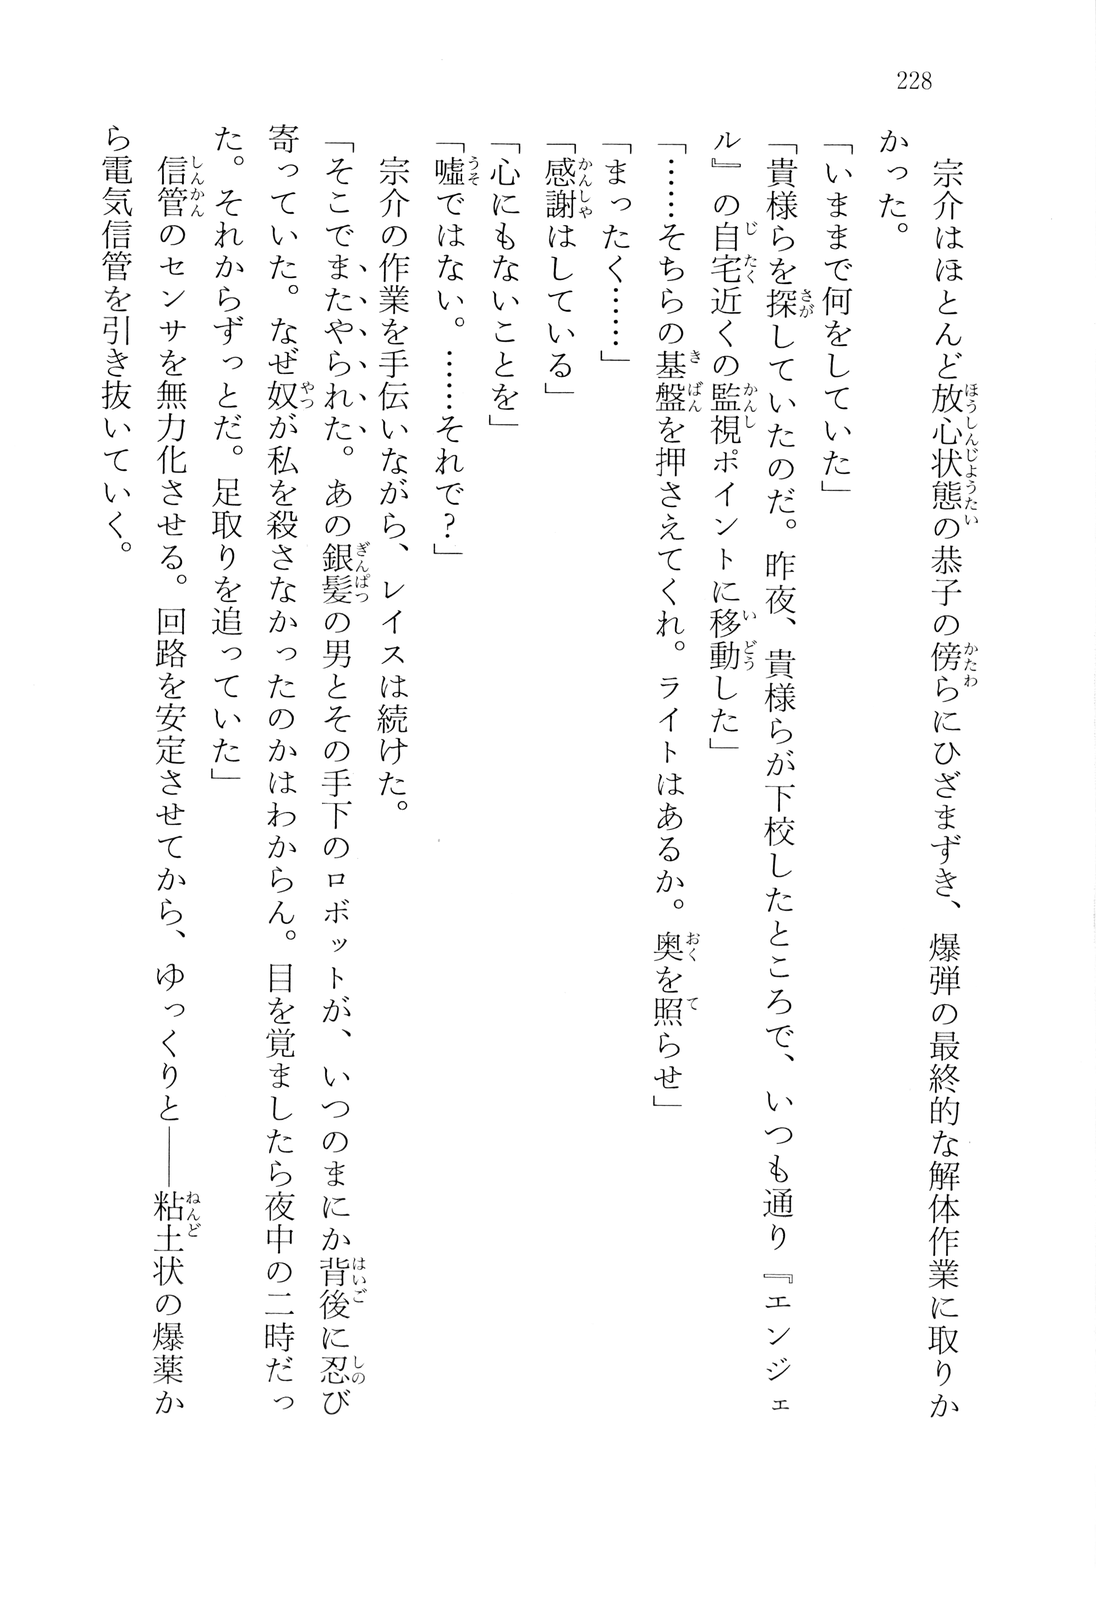 228
　宗介はほとんど放心状態の恭子の傍らにひざまずき、爆弾の最終的な解体作業に取りか
かった。
「いままで何をしていた」
「貴様らを探していたのだ。昨夜、貴様らが下校したところで、いつも通り『エンジェ
ル』の自宅近くの監視ポイントに移動した」
「……そちらの基盤を押さえてくれ。ライトはあるか。奥を照らせ」
「まったく……」
「感謝はしている」
「心にもないことを」
「嘘ではない。……それで？」
　宗介の作業を手伝いながら、レイスは続けた。
「そこでまたやられた。あの銀髪の男とその手下のロボットが、いつのまにか背後に忍び
寄っていた。なぜ奴が私を殺さなかったのかはわからん。目を覚ましたら夜中の二時だっ
た。それからずっとだ。足取りを追っていた」
　信管のセンサを無力化させる。回路を安定させてから、ゆっくりと――粘土状の爆薬か
ら電気信管を引き抜いていく。